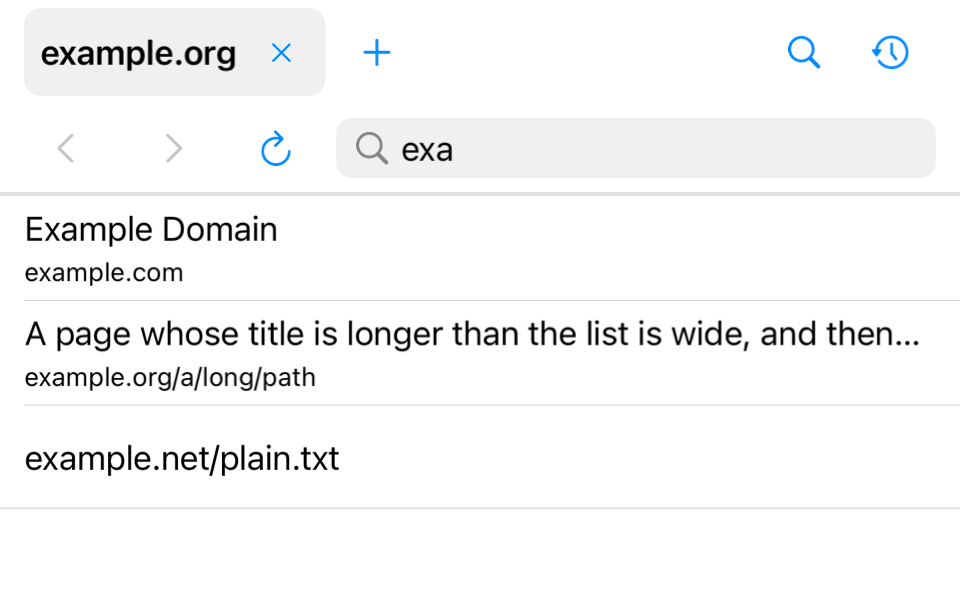 example.org
exa
Example Domain
example.com
A page whose title is longer than the list is wide, and then...
example.org/a/long/path
example.net/plain.txt